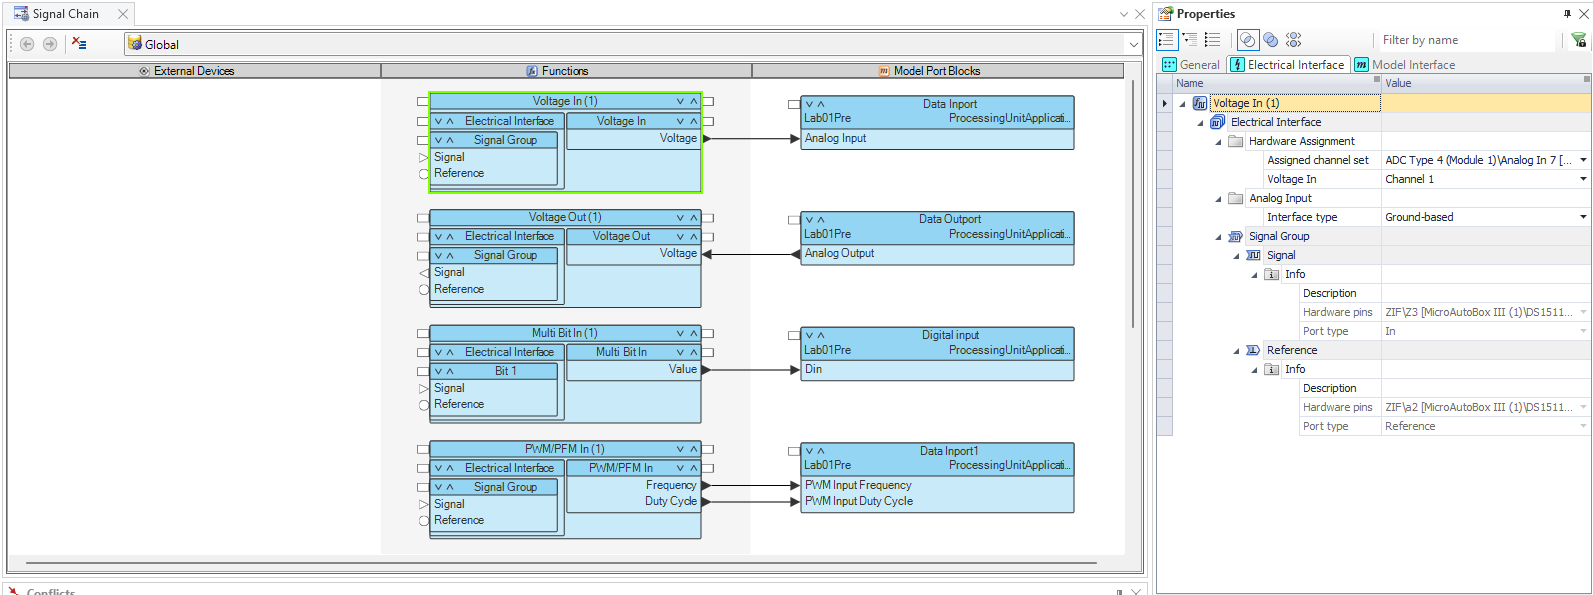 Signal Chain
Global
External Devices
Functions
Model Port Blocks
Voltage In (1)
Electrical Interface
Voltage In
Signal Group
Voltage
Signal
Reference
Data Inport
Lab01Pre
ProcessingUnitApplicati...
Analog Input
Voltage Out (1)
Electrical Interface
Voltage Out
Signal Group
Voltage
Signal
Reference
Data Outport
Lab01Pre
ProcessingUnitApplicati...
Analog Output
Multi Bit In (1)
Electrical Interface
Multi Bit In
Bit 1
Value
Signal
Reference
Digital input
Lab01Pre
ProcessingUnitApplicati...
Din
PWM/PFM In (1)
Electrical Interface
PWM/PFM In
Signal Group
Frequency
Signal
Duty Cycle
Reference
Data Inport1
Lab01Pre
ProcessingUnitApplicati...
PWM Input Frequency
PWM Input Duty Cycle
Conflicts
Properties
Filter by name
General
Electrical Interface
Model Interface
Name Value
Voltage In (1)
Electrical Interface
Hardware Assignment
Assigned channel set ADC Type 4 (Module 1)\Analog In 7 [...
Voltage In Channel 1
Analog Input
Interface type Ground-based
Signal Group
Signal
Info
Description
Hardware pins ZIF\Z3 [MicroAutoBox III (1)\DS1511...
Port type In
Reference
Info
Description
Hardware pins ZIF\a2 [MicroAutoBox III (1)\DS1511...
Port type Reference